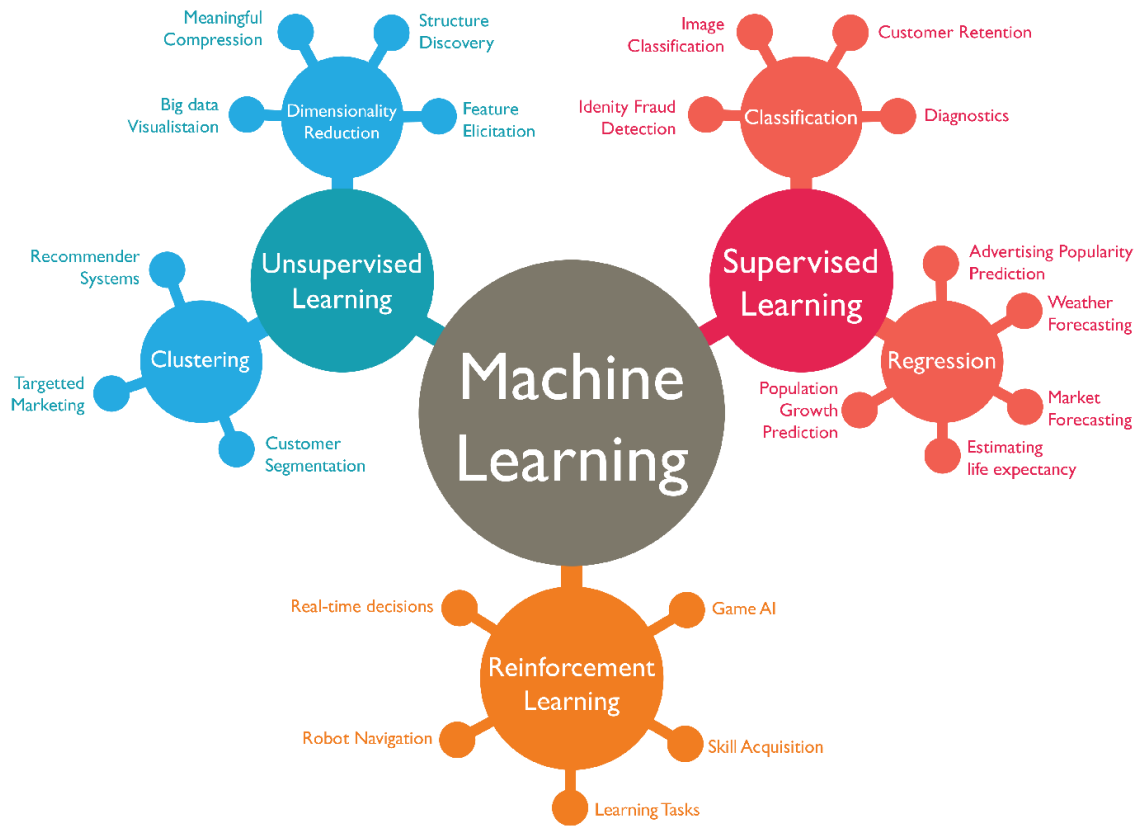 Meaningful
Compression
Structure
Discovery
Big data
Visualistaion
Dimensionality
Reduction
Feature
Elicitation
Image
Classification
Customer Retention
Idenity Fraud
Detection
Classification
Diagnostics
Recommender
Systems
Unsupervised
Learning
Clustering
Targetted
Marketing
Customer
Segmentation
Machine
Learning
Supervised
Learning
Advertising Popularity
Prediction
Weather
Forecasting
Regression
Population
Growth
Prediction
Market
Forecasting
Estimating
life expectancy
Real-time decisions
Game AI
Reinforcement
Learning
Robot Navigation
Skill Acquisition
Learning Tasks